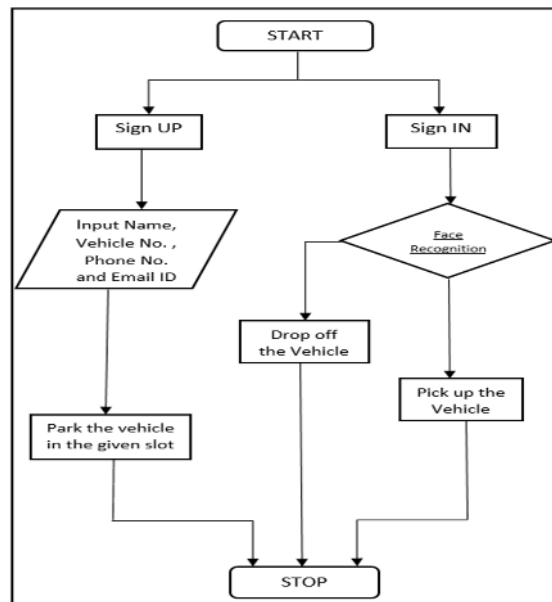 START
Sign UP
Sign IN
Input Name,
Vehicle No. ,
Phone No.
and Email ID
Face
Recognition
Drop off
the Vehicle
Pick up the
Vehicle
Park the vehicle
in the given slot
STOP